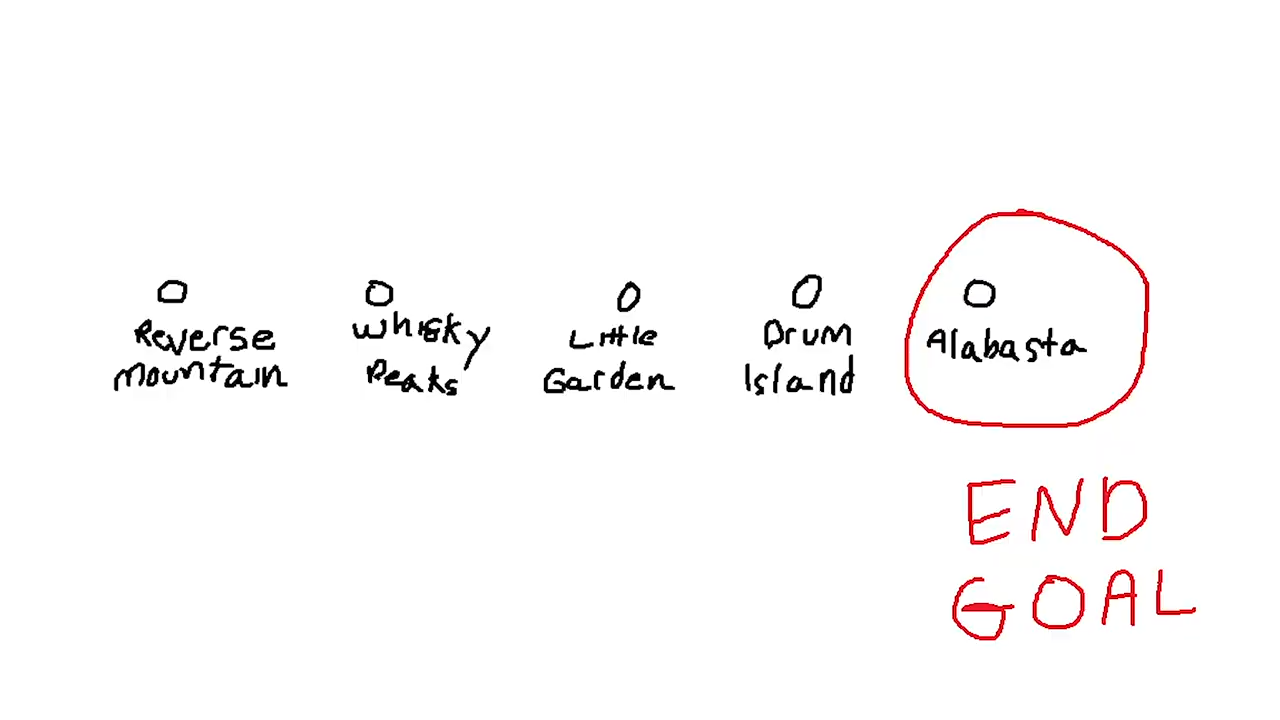 Reverse
mountain
Whisky
Peaks
Little
Garden
Drum
Island
Alabasta
END
GOAL